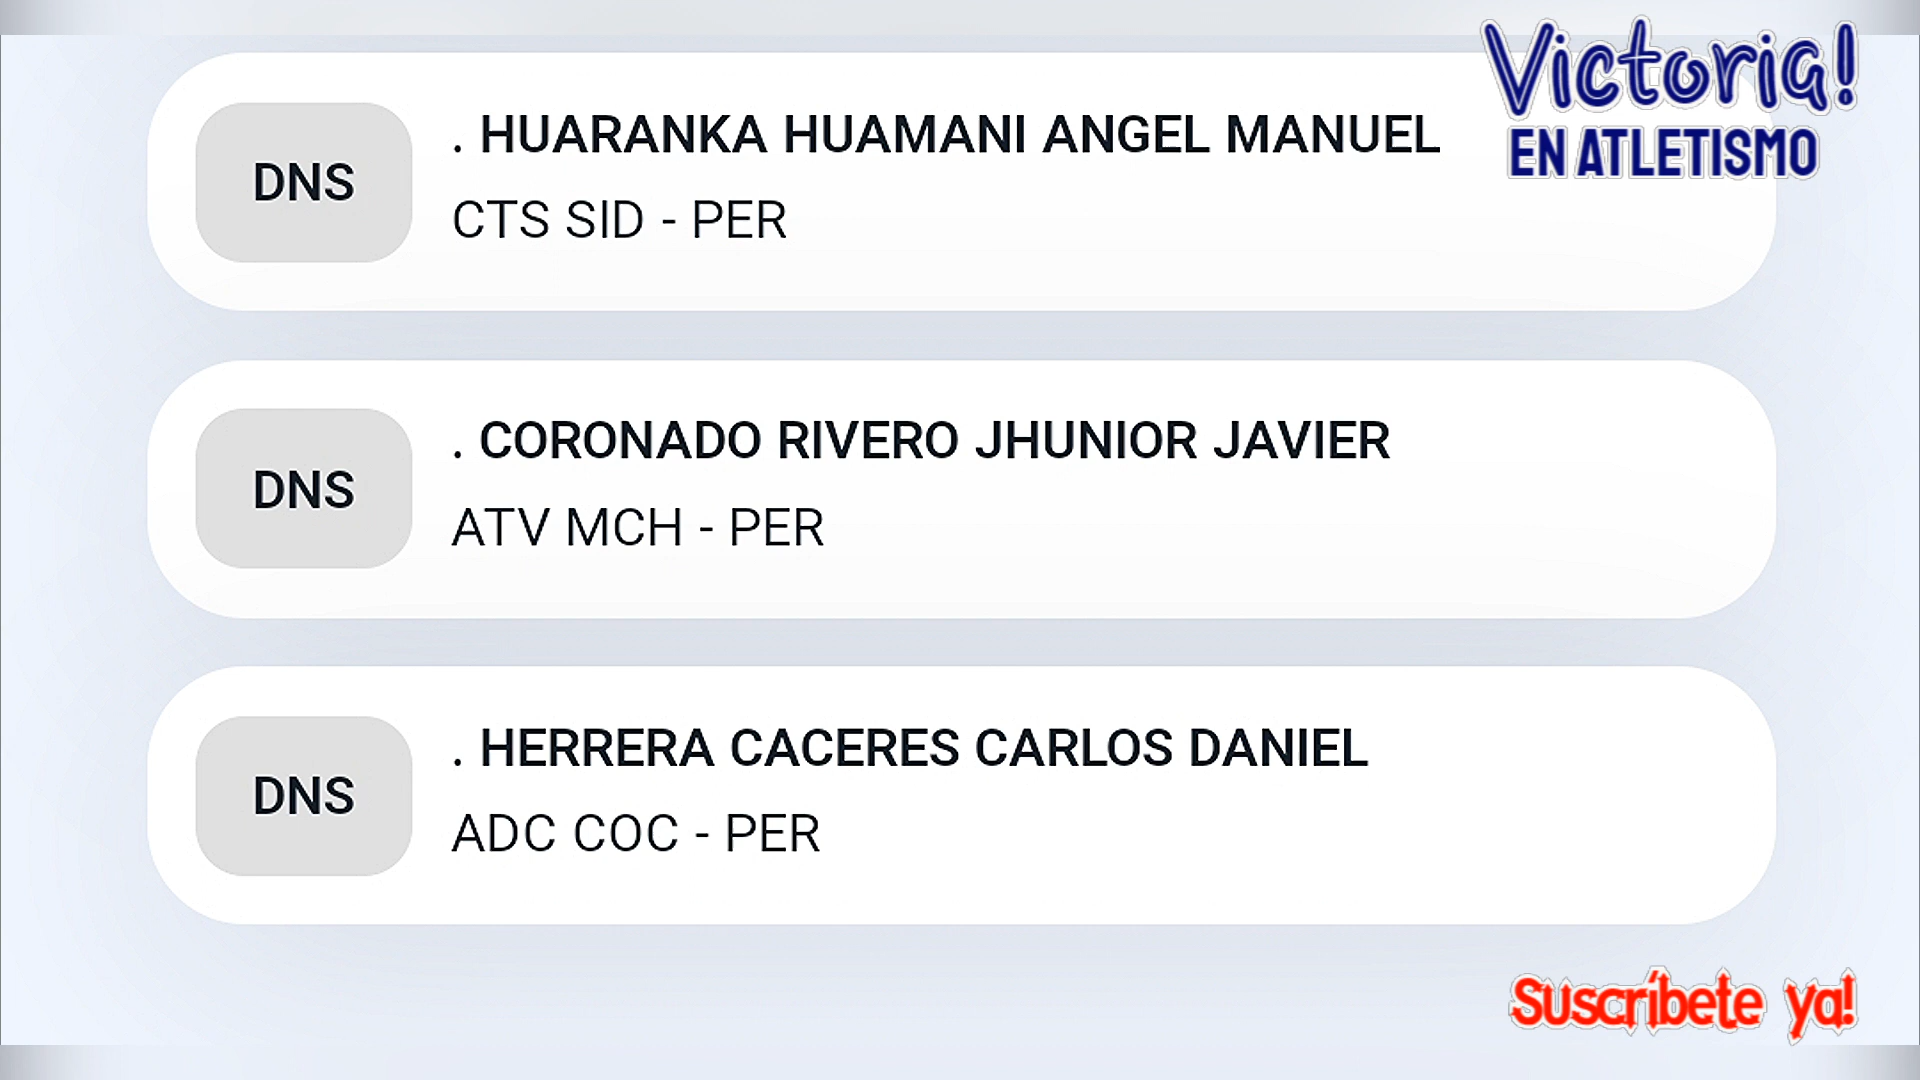 Victoria!
EN ATLETISMO
DNS
. HUARANKA HUAMANI ANGEL MANUEL
CTS SID - PER
DNS
. CORONADO RIVERO JHUNIOR JAVIER
ATV MCH - PER
DNS
. HERRERA CACERES CARLOS DANIEL
ADC COC - PER
Suscríbete ya!